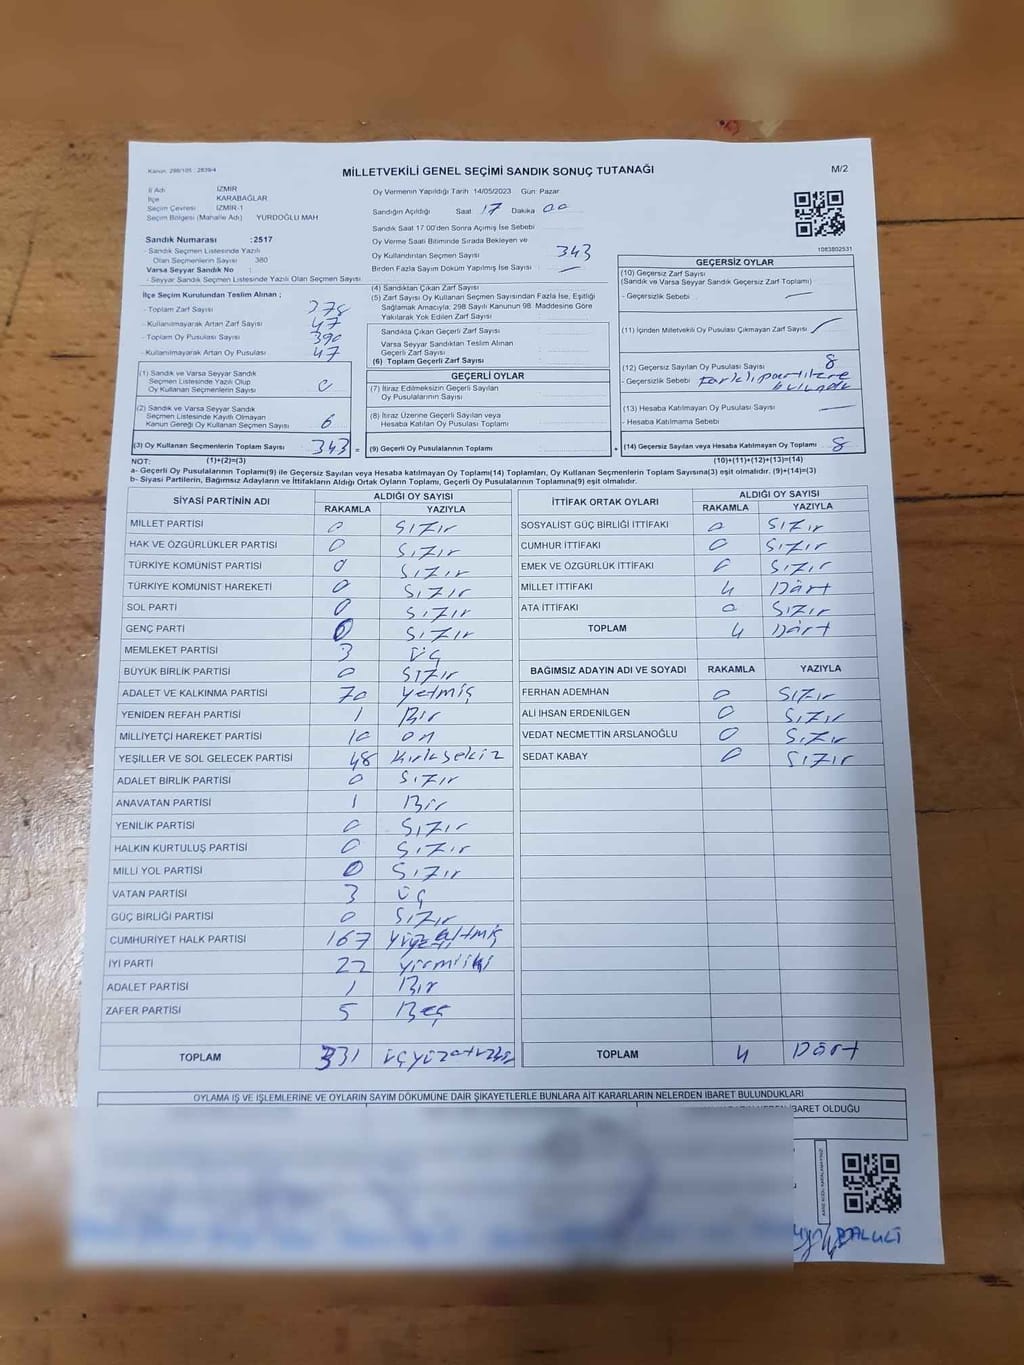 Kanun: 298/105 : 2839/4
MİLLETVEKİLİ GENEL SEÇİMİ SANDIK SONUÇ TUTANAĞI
M/2
İl Adı İZMİR
İlçe KARABAĞLAR
Seçim Çevresi İZMİR-1
Seçim Bölgesi (Mahalle Adı) YURDOĞLU MAH
Sandık Numarası :2517
- Sandık Seçmen Listesinde Yazılı
Olan Seçmenlerin Sayısı 380
Varsa Seyyar Sandık No :
- Seyyar Sandık Seçmen Listesinde Yazılı Olan Seçmen Sayısı
Oy Vermenin Yapıldığı Tarih :14/05/2023 Gün: Pazar
Sandığın Açıldığı Saat 17 Dakika 00
Sandık Saat 17:00'den Sonra Açılmış İse Sebebi
Oy Verme Saati Bitiminde Sırada Bekleyen ve
Oy Kullandırılan Seçmen Sayısı 343
Birden Fazla Sayım Döküm Yapılmış İse Sayısı —
1083802531
İlçe Seçim Kurulundan Teslim Alınan ;
- Toplam Zarf Sayısı 378
- Kullanılmayarak Artan Zarf Sayısı 47
- Toplam Oy Pusulası Sayısı 390
- Kullanılmayarak Artan Oy Pusulası 47
(1) Sandık ve Varsa Seyyar Sandık
Seçmen Listesinde Yazılı Olup
Oy Kullanan Seçmenlerin Sayısı
(2) Sandık ve Varsa Seyyar Sandık
Seçmen Listesinde Kayıtlı Olmayan
Kanun Gereği Oy Kullanan Seçmen Sayısı 6
(3) Oy Kullanan Seçmenlerin Toplam Sayısı 343 =
(4) Sandıktan Çıkan Zarf Sayısı
(5) Zarf Sayısı Oy Kullanan Seçmen Sayısından Fazla İse, Eşitliği
Sağlamak Amacıyla; 298 Sayılı Kanunun 98. Maddesine Göre
Yakılarak Yok Edilen Zarf Sayısı
Sandıkta Çıkan Geçerli Zarf Sayısı
Varsa Seyyar Sandıktan Teslim Alınan
Geçerli Zarf Sayısı
(6) Toplam Geçerli Zarf Sayısı
GEÇERLİ OYLAR
(7) İtiraz Edilmeksizin Geçerli Sayılan
Oy Pusulalarının Sayısı
(8) İtiraz Üzerine Geçerli Sayılan veya
Hesaba Katılan Oy Pusulalarının Sayısı
(9) Geçerli Oy Pusulalarının Toplamı +
GEÇERSİZ OYLAR
(10) Geçersiz Zarf Sayısı
(Sandık ve Varsa Seyyar Sandık Geçersiz Zarf Toplamı)
- Geçersizlik Sebebi —
(11) İçinden Milletvekili Oy Pusulası Çıkmayan Zarf Sayısı
(12) Geçersiz Sayılan Oy Pusulası Sayısı 8
- Geçersizlik Sebebi Farklı partilere
(13) Hesaba Katılmayan Oy Pusulası Sayısı —
- Hesaba Katılmama Sebebi
(14) Geçersiz Sayılan veya Hesaba Katılmayan Oy Toplamı 8
NOT: (1)+(2)=(3) (10)+(11)+(12)+(13)=(14)
a- Geçerli Oy Pusulalarının Toplamı(9) ile Geçersiz Sayılan veya Hesaba katılmayan Oy Toplamı(14) Toplamları, Oy Kullanan Seçmenlerin Toplam Sayısına(3) eşit olmalıdır. (9)+(14)=(3)
b- Siyasi Partilerin, Bağımsız Adayların ve İttifakların Aldığı Ortak Oyların Toplamı, Geçerli Oy Pusulalarının Toplamına(9) eşit olmalıdır.
SİYASİ PARTİNİN ADI ALDIĞI OY SAYISI
RAKAMLA YAZIYLA
MİLLET PARTİSİ 0 Sıfır
HAK VE ÖZGÜRLÜKLER PARTİSİ 0 Sıfır
TÜRKİYE KOMÜNİST PARTİSİ 0 Sıfır
TÜRKİYE KOMÜNİST HAREKETİ 0 Sıfır
SOL PARTİ 0 Sıfır
GENÇ PARTİ 0 Sıfır
MEMLEKET PARTİSİ 3 Üç
BÜYÜK BİRLİK PARTİSİ 0 Sıfır
ADALET VE KALKINMA PARTİSİ 70 Yetmiş
YENİDEN REFAH PARTİSİ 1 Bir
MİLLİYETÇİ HAREKET PARTİSİ 10 On
YEŞİLLER VE SOL GELECEK PARTİSİ 48 Kırksekiz
ADALET BİRLİK PARTİSİ 0 Sıfır
ANAVATAN PARTİSİ 1 Bir
YENİLİK PARTİSİ 0 Sıfır
HALKIN KURTULUŞ PARTİSİ 0 Sıfır
MİLLİ YOL PARTİSİ 0 Sıfır
VATAN PARTİSİ 3 Üç
GÜÇ BİRLİĞİ PARTİSİ 0 Sıfır
CUMHURİYET HALK PARTİSİ 167 Yüzaltmış
İYİ PARTİ 22 Yirmiiki
ADALET PARTİSİ 1 Bir
ZAFER PARTİSİ 5 Beş
TOPLAM 331
İTTİFAK ORTAK OYLARI ALDIĞI OY SAYISI
RAKAMLA YAZIYLA
SOSYALİST GÜÇ BİRLİĞİ İTTİFAKI 0 Sıfır
CUMHUR İTTİFAKI 0 Sıfır
EMEK VE ÖZGÜRLÜK İTTİFAKI 0 Sıfır
MİLLET İTTİFAKI 4 Dört
ATA İTTİFAKI 0 Sıfır
TOPLAM 4 Dört
BAĞIMSIZ ADAYIN ADI VE SOYADI RAKAMLA YAZIYLA
FERHAN ADEMHAN 0 Sıfır
ALİ İHSAN ERDENİLGEN 0 Sıfır
VEDAT NECMETTİN ARSLANOĞLU 0 Sıfır
SEDAT KABAY 0 Sıfır
TOPLAM 4 Dört
OYLAMA İŞ VE İŞLEMLERİNE VE OYLARIN SAYIM DÖKÜMÜNE DAİR ŞİKAYETLERLE BUNLARA AİT KARARLARIN NELERDEN İBARET BULUNDUKLARI
İBARET OLDUĞU